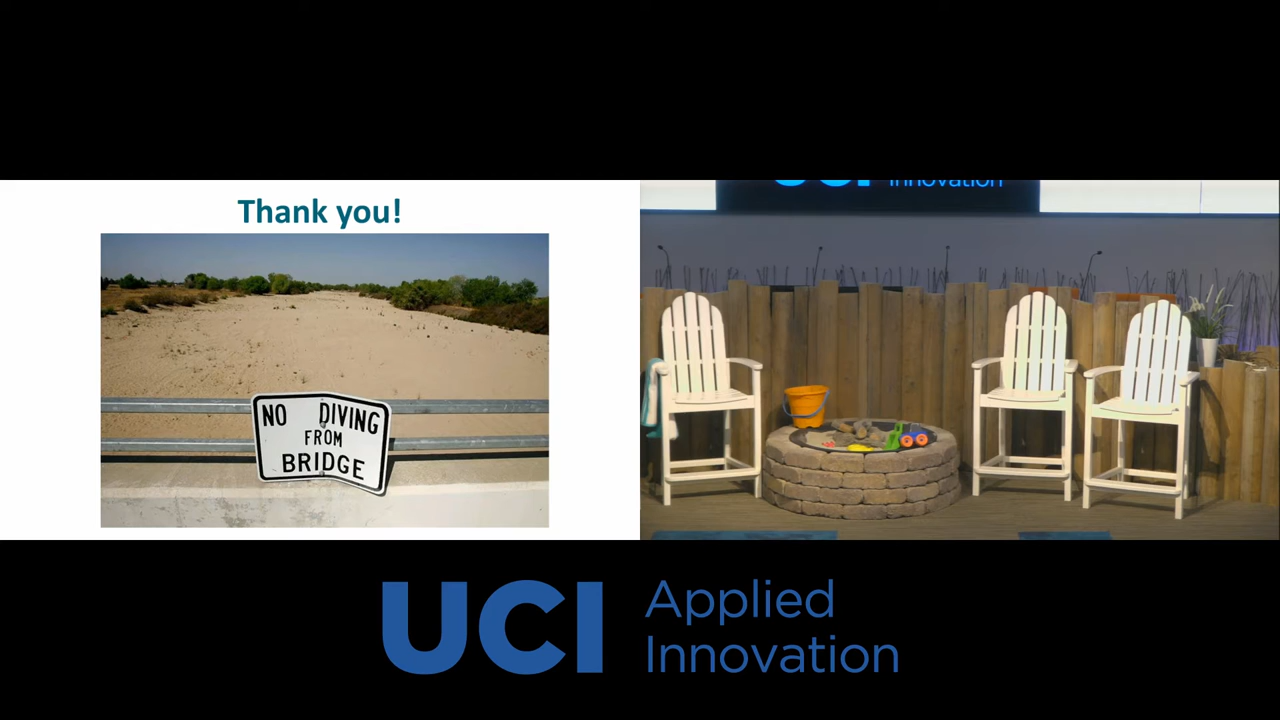 Thank you!
NO DIVING
FROM
BRIDGE
UCI Innovation
UCI Applied
Innovation